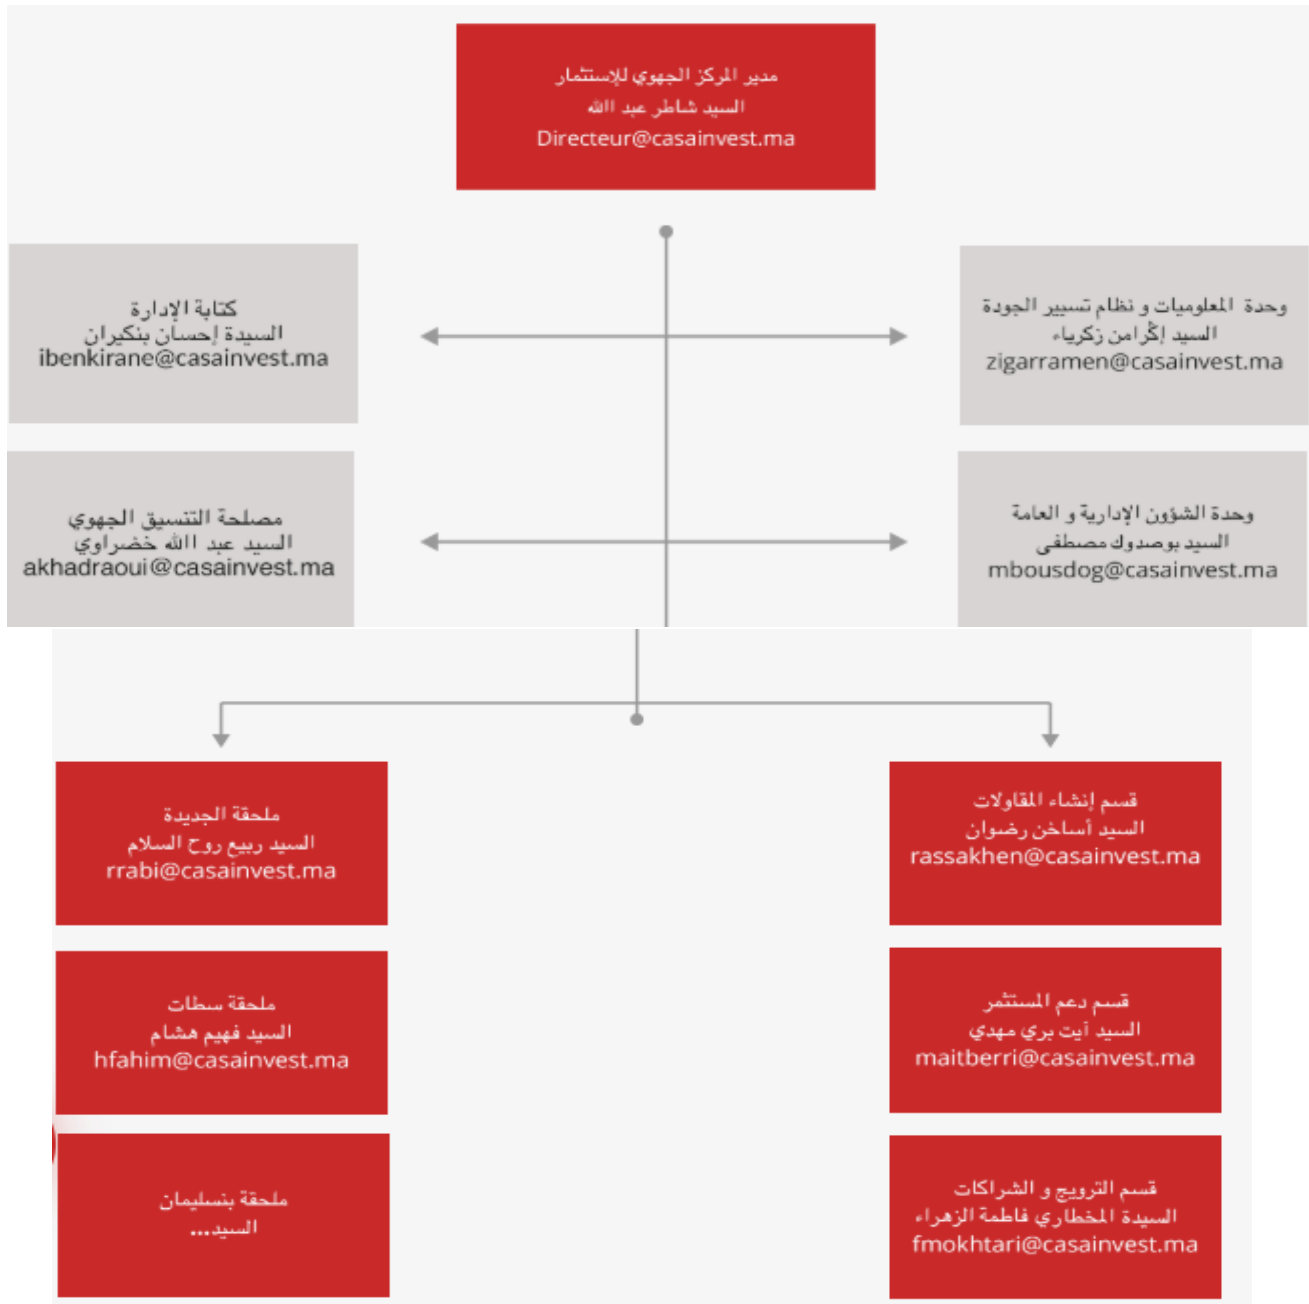 مدير المركز الجهوي للإستثمار
السيد شاطر عبد االله
Directeur@casainvest.ma
وحدة المعلوميات و نظام تسيير الجودة
السيد إكّرامن زكرياء
zigarramen@casainvest.ma
كتابة الإدارة
السيدة إحسان بنكيران
ibenkirane@casainvest.ma
وحدة الشؤون الإدارية و العامة
السيد بوصدوك مصطفى
mbousdog@casainvest.ma
مصلحة التنسيق الجهوي
السيد عبد االله خضراوي
akhadraoui@casainvest.ma
قسم إنشاء المقاولات
السيد أساخن رضوان
rassakhen@casainvest.ma
ملحقة الجديدة
السيد ربيع روح السلام
rrabi@casainvest.ma
قسم دعم المستثمر
السيد آيت بري مهدي
maitberri@casainvest.ma
ملحقة سطات
السيد فهيم هشام
hfahim@casainvest.ma
قسم الترويج و الشراكات
السيدة المخطاري فاطمة الزهراء
fmokhtari@casainvest.ma
ملحقة بنسليمان
السيد...